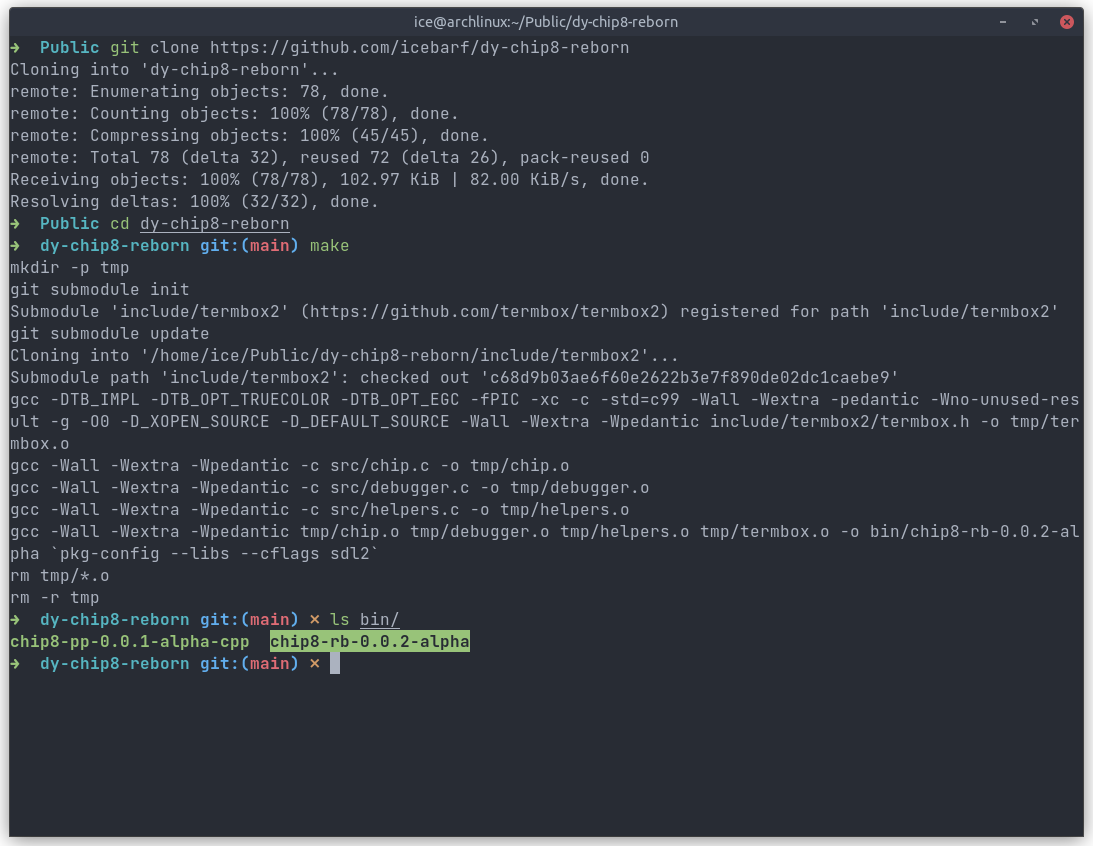 ice@archlinux:~/Public/dy-chip8-reborn
➜  Public git clone https://github.com/icebarf/dy-chip8-reborn
Cloning into 'dy-chip8-reborn'...
remote: Enumerating objects: 78, done.
remote: Counting objects: 100% (78/78), done.
remote: Compressing objects: 100% (45/45), done.
remote: Total 78 (delta 32), reused 72 (delta 26), pack-reused 0
Receiving objects: 100% (78/78), 102.97 KiB | 82.00 KiB/s, done.
Resolving deltas: 100% (32/32), done.
➜  Public cd dy-chip8-reborn
➜  dy-chip8-reborn git:(main) make
mkdir -p tmp
git submodule init
Submodule 'include/termbox2' (https://github.com/termbox/termbox2) registered for path 'include/termbox2'
git submodule update
Cloning into '/home/ice/Public/dy-chip8-reborn/include/termbox2'...
Submodule path 'include/termbox2': checked out 'c68d9b03ae6f60e2622b3e7f890de02dc1caebe9'
gcc -DTB_IMPL -DTB_OPT_TRUECOLOR -DTB_OPT_EGC -fPIC -xc -c -std=c99 -Wall -Wextra -pedantic -Wno-unused-res
ult -g -O0 -D_XOPEN_SOURCE -D_DEFAULT_SOURCE -Wall -Wextra -Wpedantic include/termbox2/termbox.h -o tmp/ter
mbox.o
gcc -Wall -Wextra -Wpedantic -c src/chip.c -o tmp/chip.o
gcc -Wall -Wextra -Wpedantic -c src/debugger.c -o tmp/debugger.o
gcc -Wall -Wextra -Wpedantic -c src/helpers.c -o tmp/helpers.o
gcc -Wall -Wextra -Wpedantic tmp/chip.o tmp/debugger.o tmp/helpers.o tmp/termbox.o -o bin/chip8-rb-0.0.2-al
pha `pkg-config --libs --cflags sdl2`
rm tmp/*.o
rm -r tmp
➜  dy-chip8-reborn git:(main) ✗ ls bin/
chip8-pp-0.0.1-alpha-cpp  chip8-rb-0.0.2-alpha
➜  dy-chip8-reborn git:(main) ✗